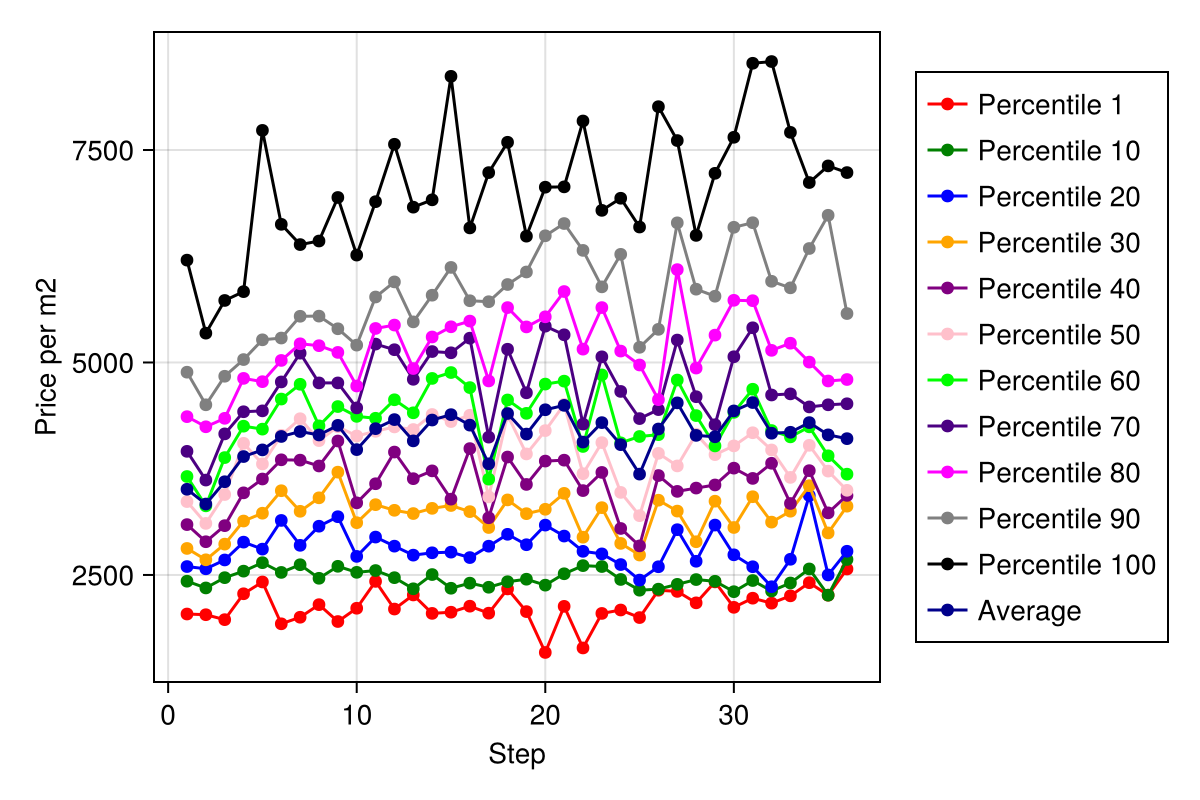 7500
5000
2500
Price per m2
0 10 20 30
Step
Percentile 1
Percentile 10
Percentile 20
Percentile 30
Percentile 40
Percentile 50
Percentile 60
Percentile 70
Percentile 80
Percentile 90
Percentile 100
Average